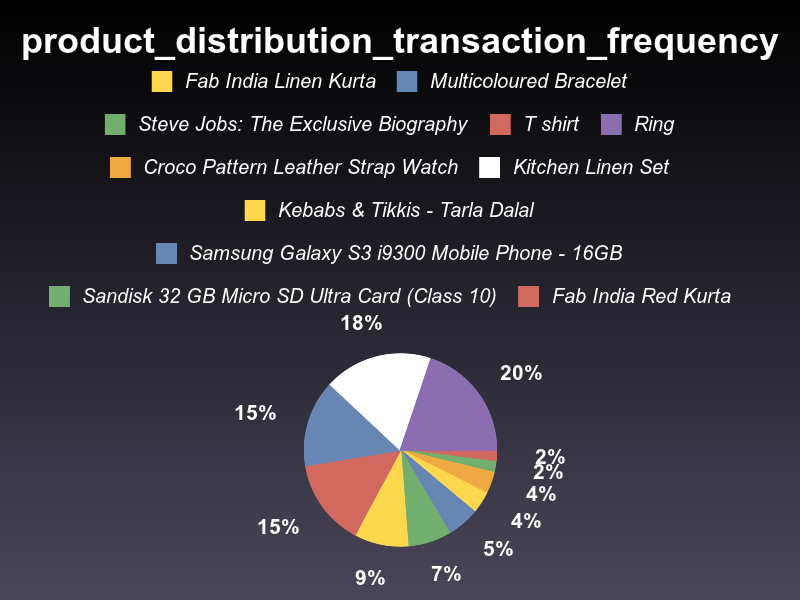 product_distribution_transaction_frequency
Fab India Linen Kurta Multicoloured Bracelet
Steve Jobs: The Exclusive Biography T shirt Ring
Croco Pattern Leather Strap Watch Kitchen Linen Set
Kebabs & Tikkis - Tarla Dalal
Samsung Galaxy S3 i9300 Mobile Phone - 16GB
Sandisk 32 GB Micro SD Ultra Card (Class 10) Fab India Red Kurta
18%
20%
15%
2%
2%
4%
4%
15%
5%
7%
9%